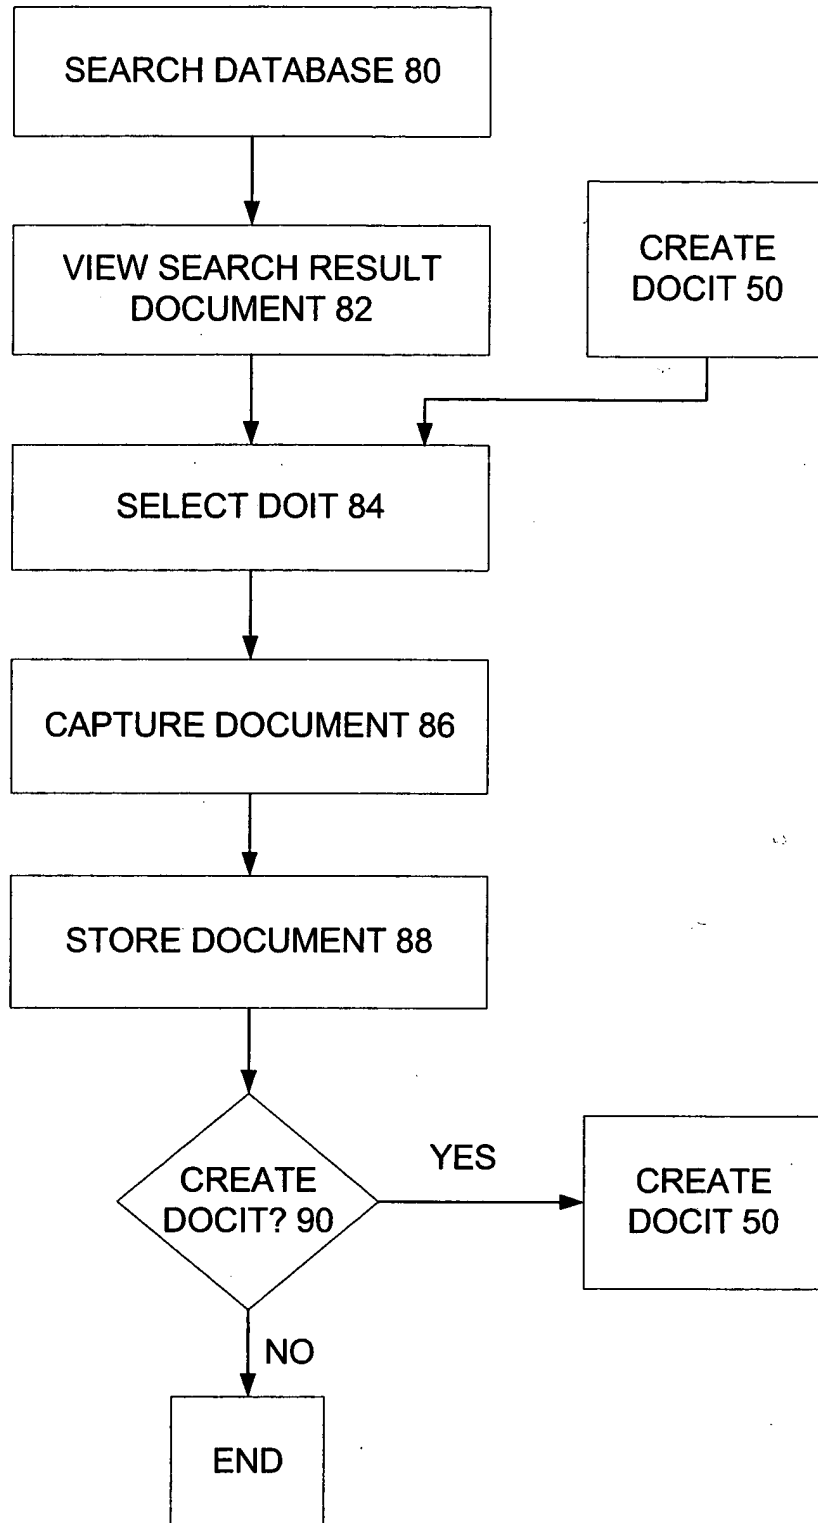 SEARCH DATABASE 80
VIEW SEARCH RESULT
DOCUMENT 82
CREATE
DOCIT 50
SELECT DOIT 84
CAPTURE DOCUMENT 86
STORE DOCUMENT 88
CREATE
DOCIT? 90
YES
CREATE
DOCIT 50
NO
END